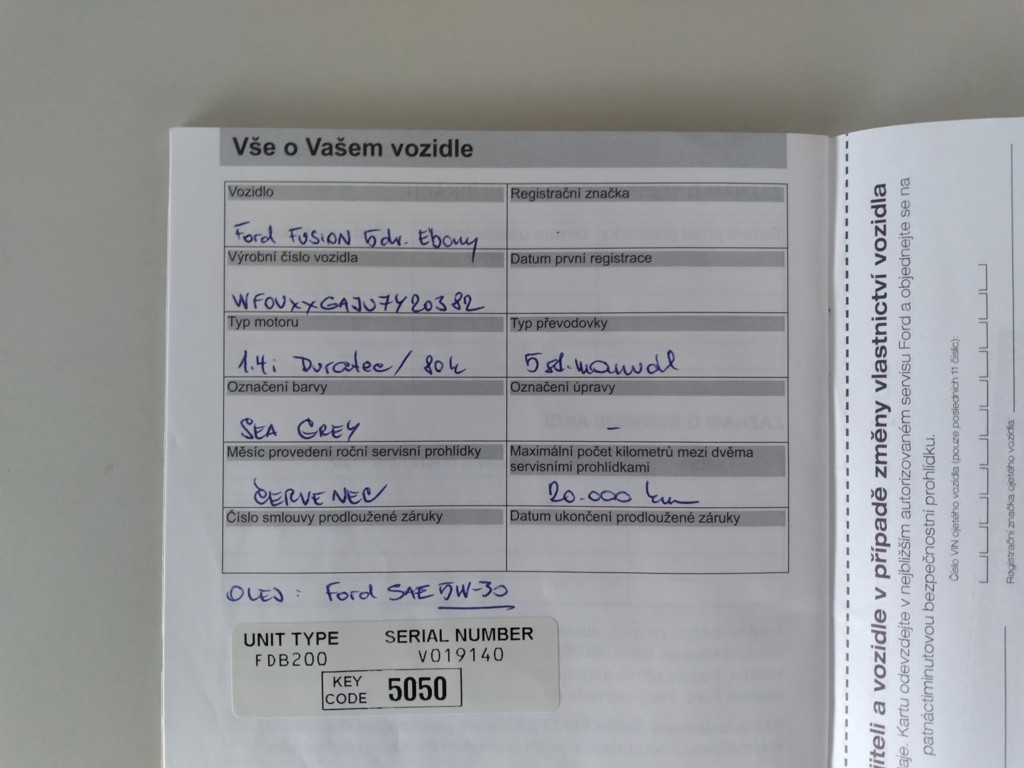 Vše o Vašem vozidle
Vozidlo
Registrační značka
Ford FUSION 5dv. Ebony
Výrobní číslo vozidla
Datum první registrace
WF0UXXGAJU7Y20382
Typ motoru
Typ převodovky
1.4i Duratec / 80k
5st. manuál
Označení barvy
Označení úpravy
SEA GREY
-
Měsíc provedení roční servisní prohlídky
Maximální počet kilometrů mezi dvěma
servisními prohlídkami
ČERVENEC
20.000 km
Číslo smlouvy prodloužené záruky
Datum ukončení prodloužené záruky
OLEJ: Ford SAE 5W-30
UNIT TYPE SERIAL NUMBER
FDB200 V019140
KEY
CODE 5050
a vozidle v případě změny vlastnictví vozidla
Kartu odevzdejte v nejbližším autorizovaném servisu Ford a objednejte se na
patnáctiminutovou bezpečnostní prohlídku.
Číslo VIN ojetého vozidla (pouze posledních 11 čísel):
Registrační značka ojetého vozidla: